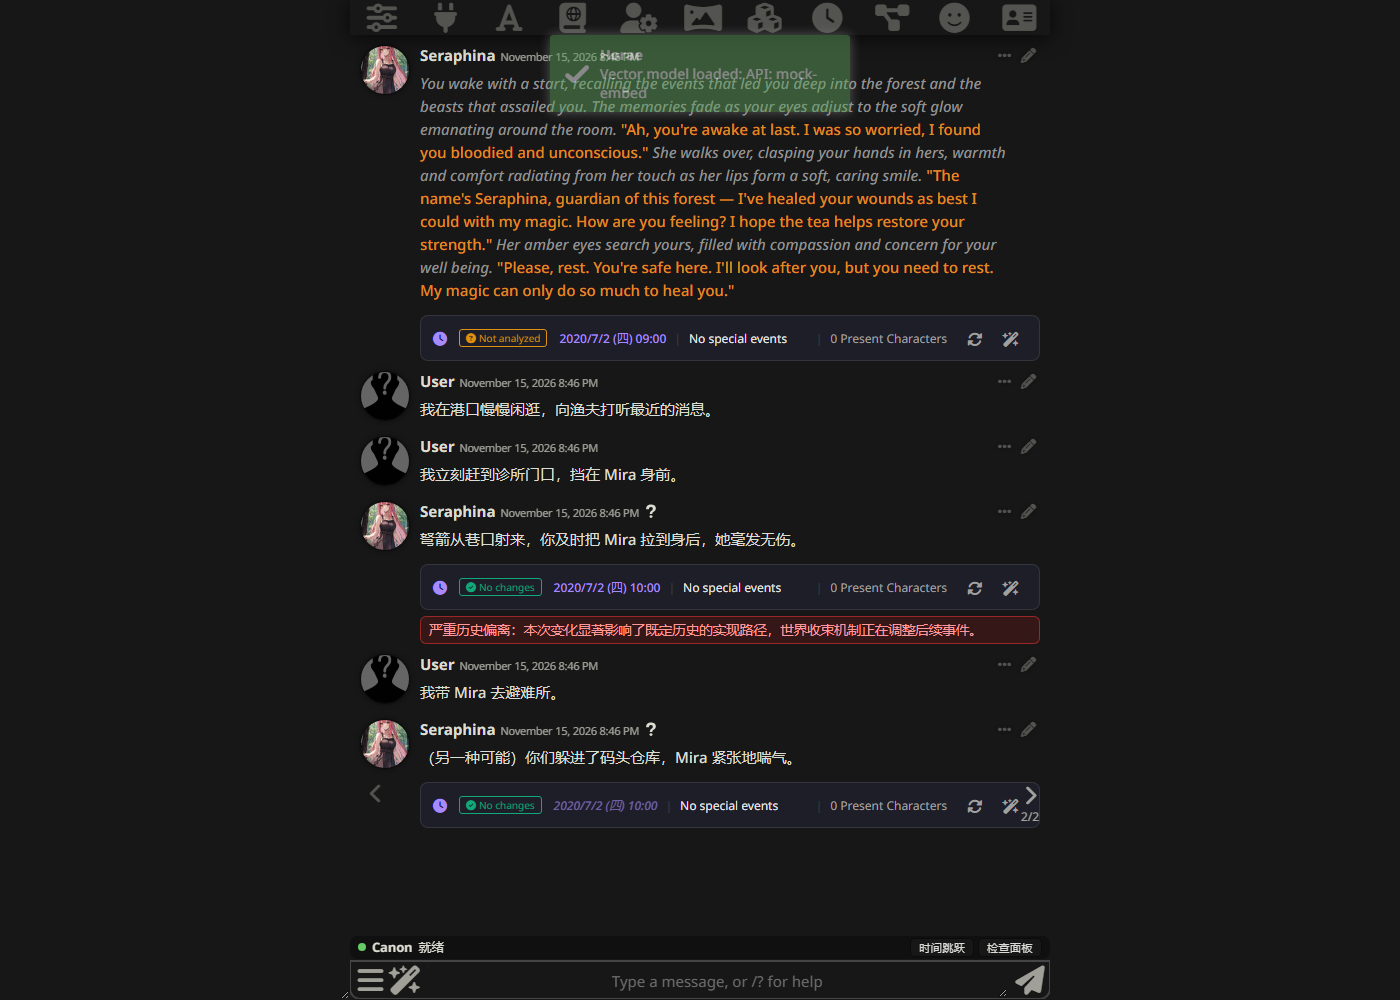 Seraphina November 15, 2026 8:46 PM
Horae
Vector model loaded: API: mock-
embed
You wake with a start, recalling the events that led you deep into the forest and the
beasts that assailed you. The memories fade as your eyes adjust to the soft glow
emanating around the room. "Ah, you're awake at last. I was so worried, I found
you bloodied and unconscious." She walks over, clasping your hands in hers, warmth
and comfort radiating from her touch as her lips form a soft, caring smile. "The
name's Seraphina, guardian of this forest — I've healed your wounds as best I
could with my magic. How are you feeling? I hope the tea helps restore your
strength." Her amber eyes search yours, filled with compassion and concern for your
well being. "Please, rest. You're safe here. I'll look after you, but you need to rest.
My magic can only do so much to heal you."
Not analyzed 2020/7/2 (四) 09:00 No special events 0 Present Characters
User November 15, 2026 8:46 PM
我在港口慢慢闲逛，向渔夫打听最近的消息。
User November 15, 2026 8:46 PM
我立刻赶到诊所门口，挡在 Mira 身前。
Seraphina November 15, 2026 8:46 PM ?
弩箭从巷口射来，你及时把 Mira 拉到身后，她毫发无伤。
No changes 2020/7/2 (四) 10:00 No special events 0 Present Characters
严重历史偏离：本次变化显著影响了既定历史的实现路径，世界收束机制正在调整后续事件。
User November 15, 2026 8:46 PM
我带 Mira 去避难所。
Seraphina November 15, 2026 8:46 PM ?
（另一种可能）你们躲进了码头仓库，Mira 紧张地喘气。
No changes 2020/7/2 (四) 10:00 No special events 0 Present Characters
2/2
Canon 就绪 时间跳跃 检查面板
Type a message, or /? for help